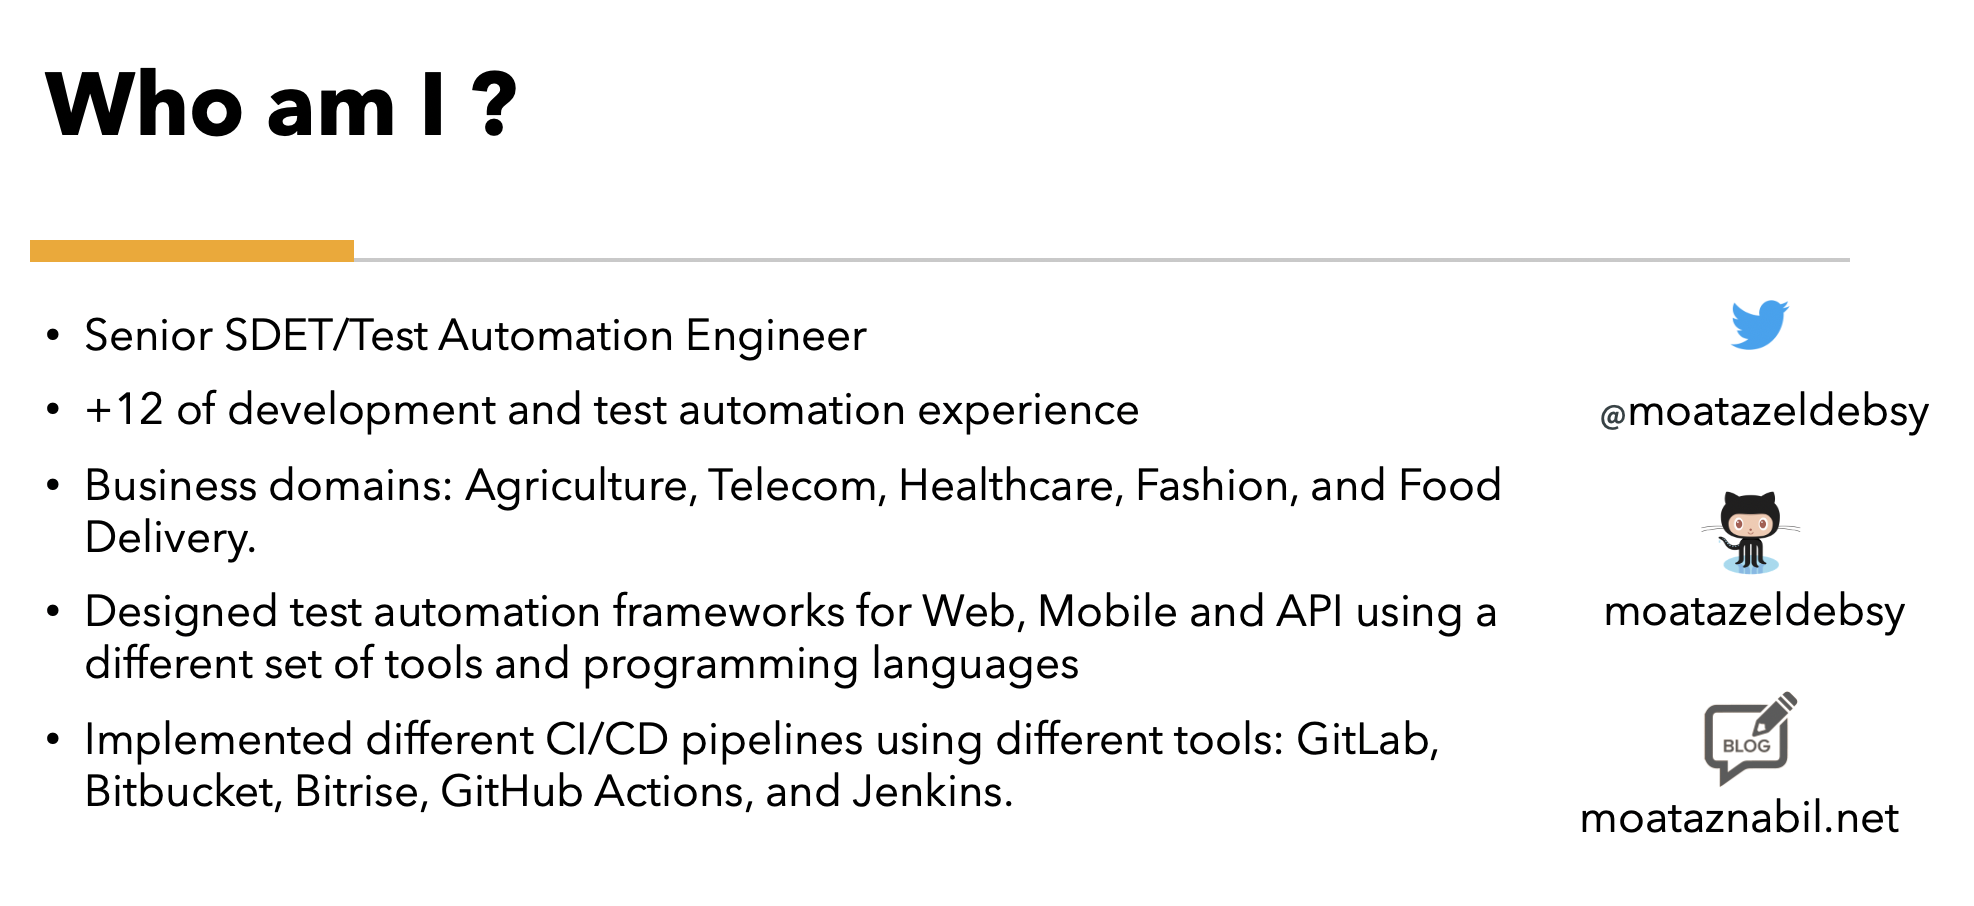 Who am I ?
• Senior SDET/Test Automation Engineer
• +12 of development and test automation experience
• Business domains: Agriculture, Telecom, Healthcare, Fashion, and Food
Delivery.
• Designed test automation frameworks for Web, Mobile and API using a
different set of tools and programming languages
• Implemented different CI/CD pipelines using different tools: GitLab,
Bitbucket, Bitrise, GitHub Actions, and Jenkins.
@moatazeldebsy
moatazeldebsy
BLOG
moataznabil.net